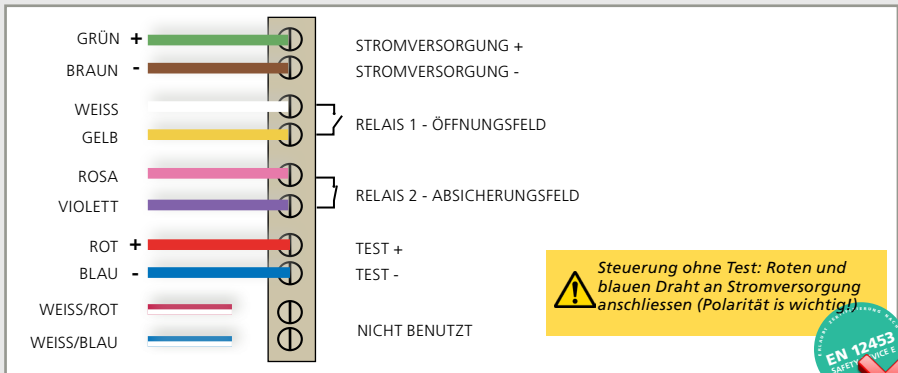 GRÜN +
BRAUN -
WEISS
GELB
ROSA
VIOLETT
ROT +
BLAU -
WEISS/ROT
WEISS/BLAU
STROMVERSORGUNG +
STROMVERSORGUNG -
RELAIS 1 - ÖFFNUNGSFELD
RELAIS 2 - ABSICHERUNGSFELD
TEST +
TEST -
NICHT BENUTZT
Steuerung ohne Test: Roten und
blauen Draht an Stromversorgung
anschliessen (Polarität is wichtig!)
EN 12453
SAFETY